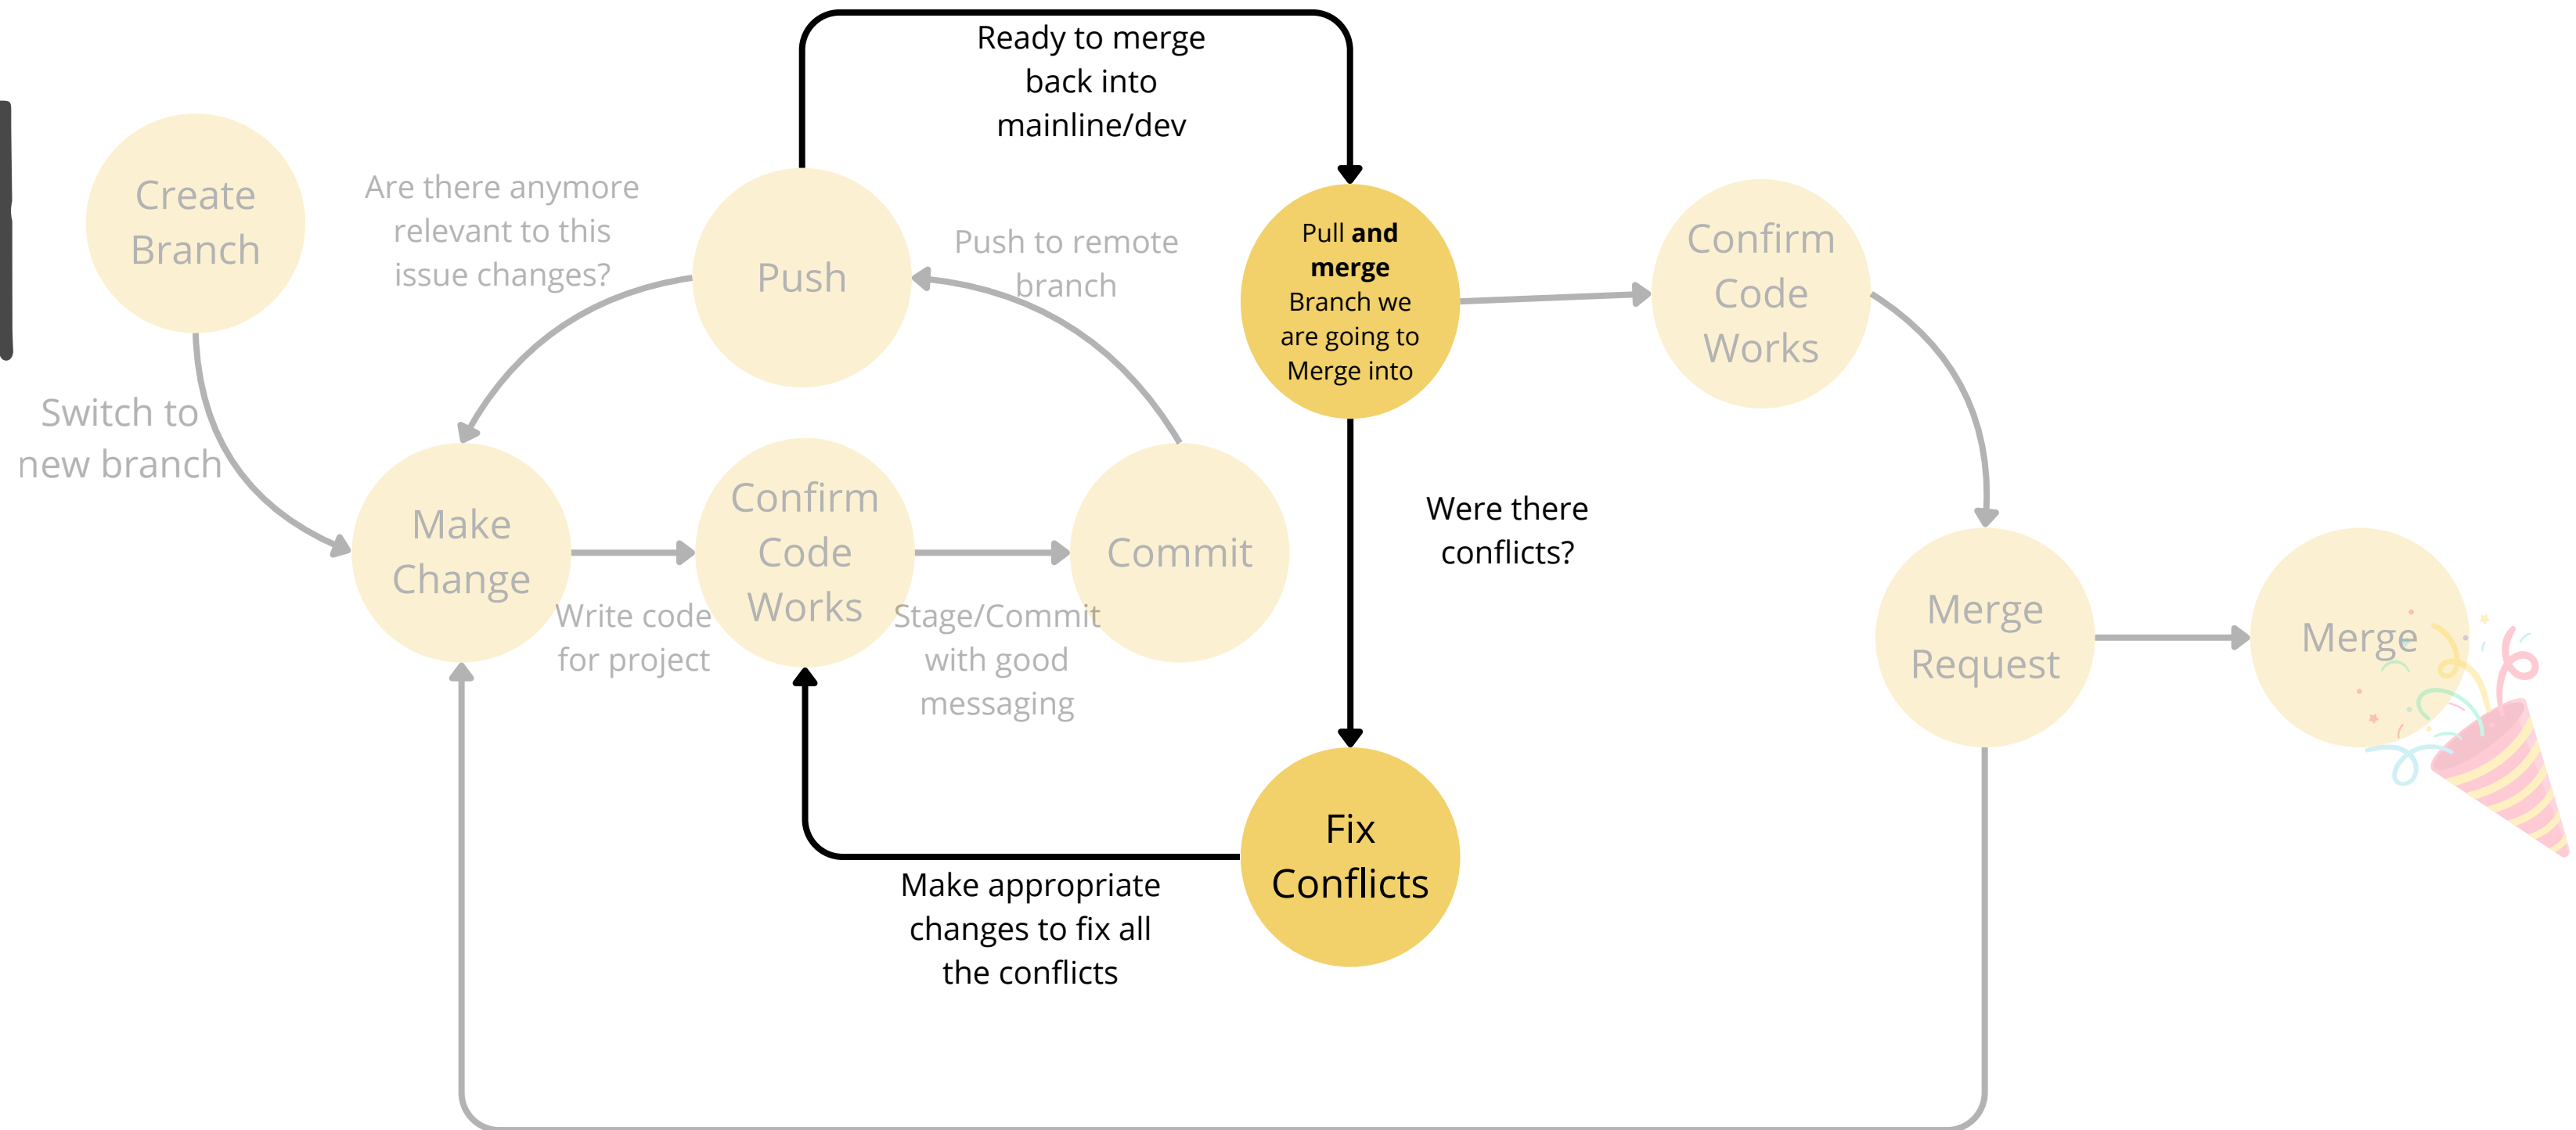 Ready to merge
back into
mainline/dev
Create
Branch
Are there anymore
relevant to this
issue changes?
Push
Push to remote
branch
Pull and
merge
Branch we
are going to
Merge into
Confirm
Code
Works
Switch to
new branch
Make
Change
Write code
for project
Confirm
Code
Works
Stage/Commit
with good
messaging
Commit
Were there
conflicts?
Merge
Request
Merge
Fix
Conflicts
Make appropriate
changes to fix all
the conflicts